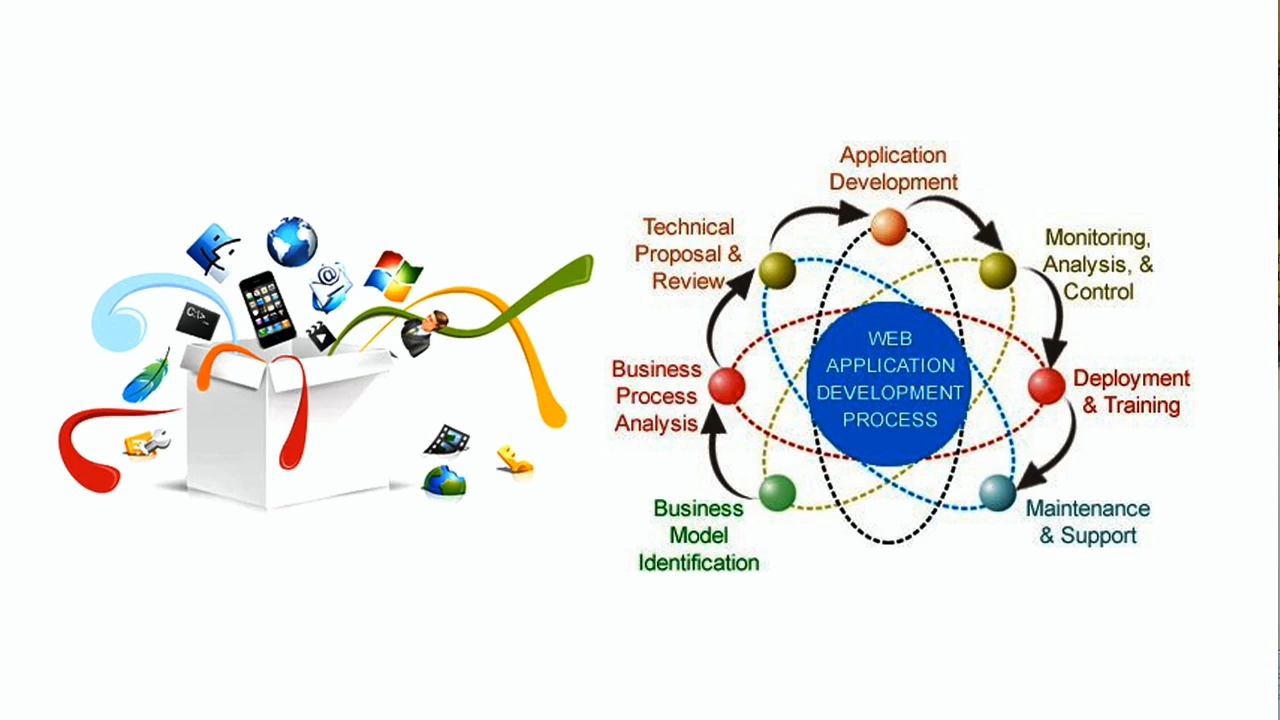 Application
Development
Technical
Proposal &
Review
Monitoring,
Analysis, &
Control
WEB
APPLICATION
DEVELOPMENT
PROCESS
Business
Process
Analysis
Deployment
& Training
Business
Model
Identification
Maintenance
& Support
@
C:\>_